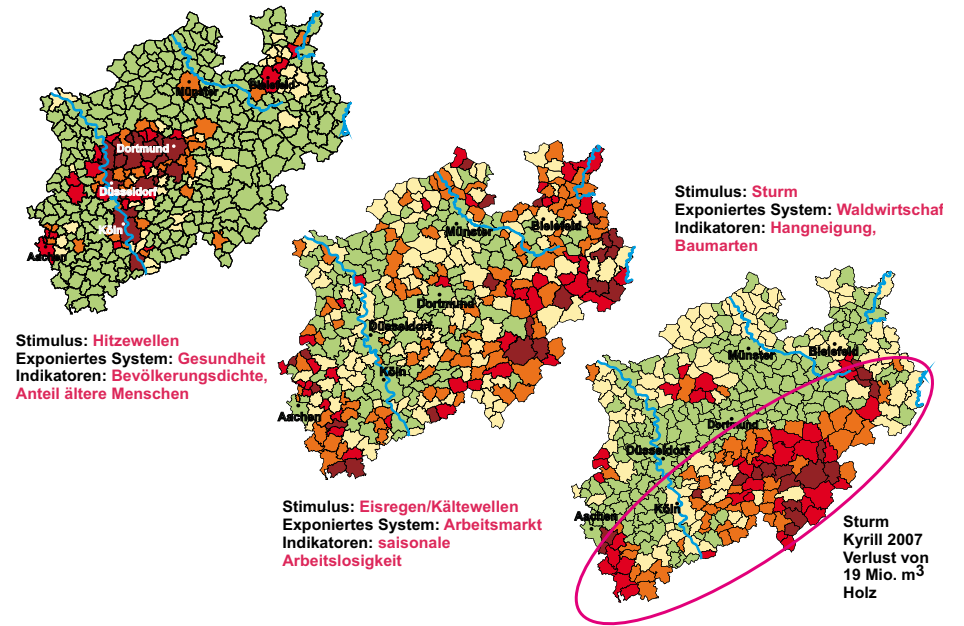 Münster
Bielefeld
Dortmund
Düsseldorf
Köln
Aachen
Stimulus: Hitzewellen
Exponiertes System: Gesundheit
Indikatoren: Bevölkerungsdichte,
Anteil ältere Menschen
Münster
Bielefeld
Dortmund
Düsseldorf
Köln
Aachen
Stimulus: Eisregen/Kältewellen
Exponiertes System: Arbeitsmarkt
Indikatoren: saisonale
Arbeitslosigkeit
Stimulus: Sturm
Exponiertes System: Waldwirtschaf
Indikatoren: Hangneigung,
Baumarten
Münster
Bielefeld
Dortmund
Düsseldorf
Köln
Aachen
Sturm
Kyrill 2007
Verlust von
19 Mio. m³
Holz